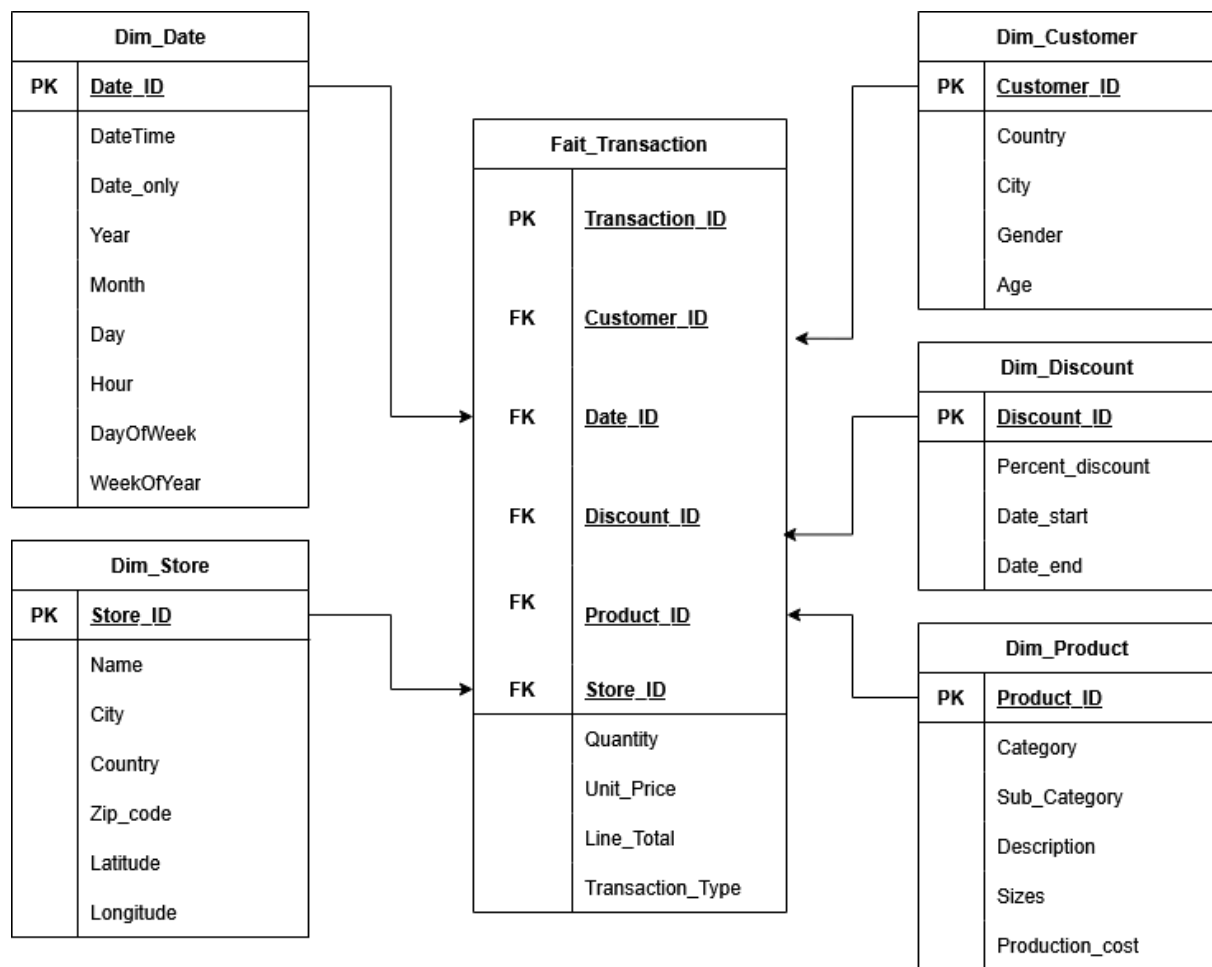 Dim_Date
PK Date_ID
DateTime
Date_only
Year
Month
Day
Hour
DayOfWeek
WeekOfYear
Dim_Store
PK Store_ID
Name
City
Country
Zip_code
Latitude
Longitude
Fait_Transaction
PK Transaction_ID
FK Customer_ID
FK Date_ID
FK Discount_ID
FK Product_ID
FK Store_ID
Quantity
Unit_Price
Line_Total
Transaction_Type
Dim_Customer
PK Customer_ID
Country
City
Gender
Age
Dim_Discount
PK Discount_ID
Percent_discount
Date_start
Date_end
Dim_Product
PK Product_ID
Category
Sub_Category
Description
Sizes
Production_cost